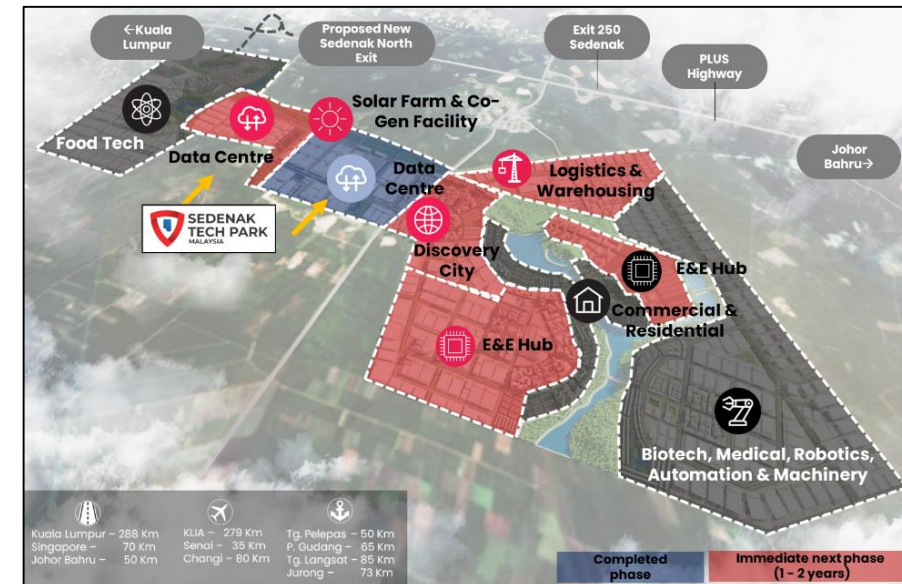 ←Kuala
Lumpur
Proposed New
Sedenak North
Exit
Exit 250
Sedenak
PLUS
Highway
Johor
Bahru→
Food Tech
Data Centre
Solar Farm & Co-
Gen Facility
Data
Centre
Logistics &
Warehousing
SEDENAK
TECH PARK
MALAYSIA
Discovery
City
E&E Hub
Commercial &
Residential
E&E Hub
Biotech, Medical, Robotics,
Automation & Machinery
Kuala Lumpur – 288 Km
Singapore – 70 Km
Johor Bahru – 50 Km
KLIA – 279 Km
Senai – 35 Km
Changi – 80 Km
Tg. Pelepas – 50 Km
P. Gudang – 65 Km
Tg. Langsat – 85 Km
Jurong – 73 Km
Completed
phase
Immediate next phase
(1 - 2 years)